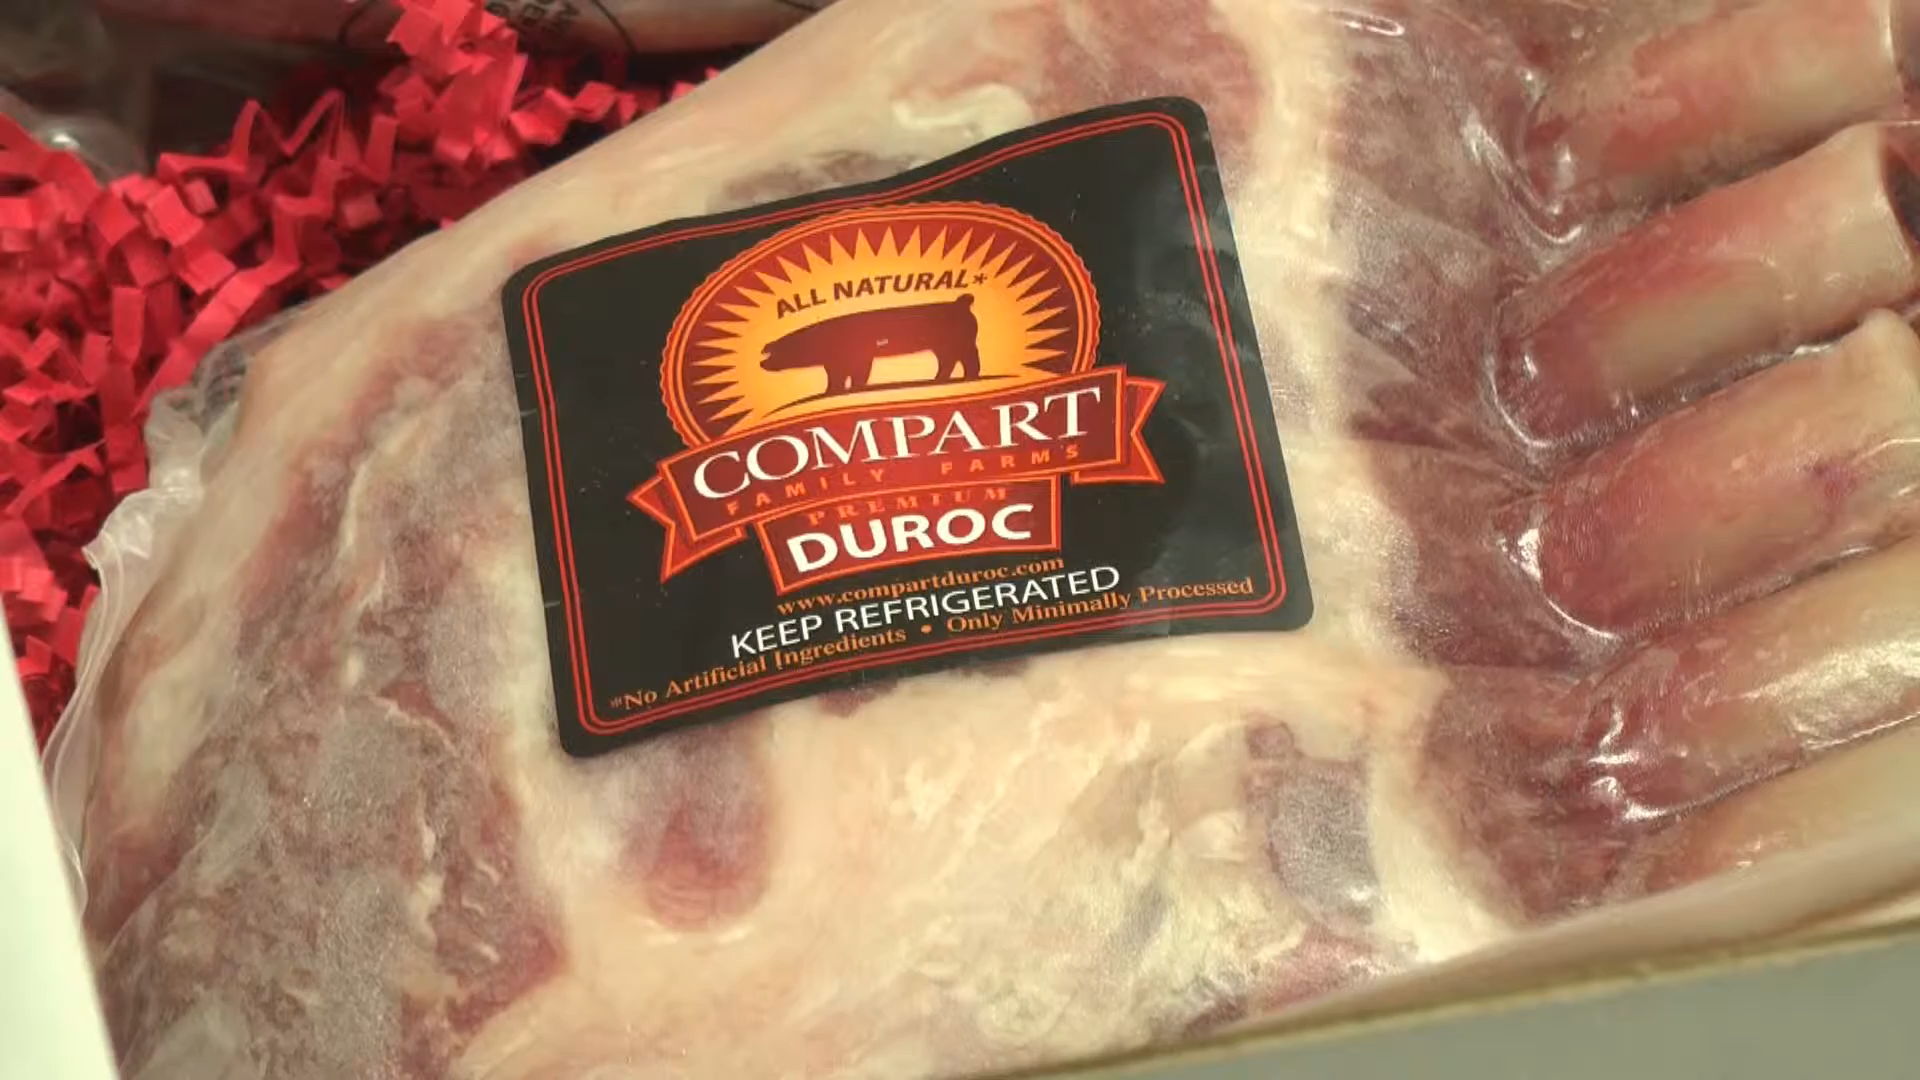 ALL NATURAL*
COMPART
FAMILY FARMS
PREMIUM
DUROC
www.compartduroc.com
KEEP REFRIGERATED
*No Artificial Ingredients • Only Minimally Processed